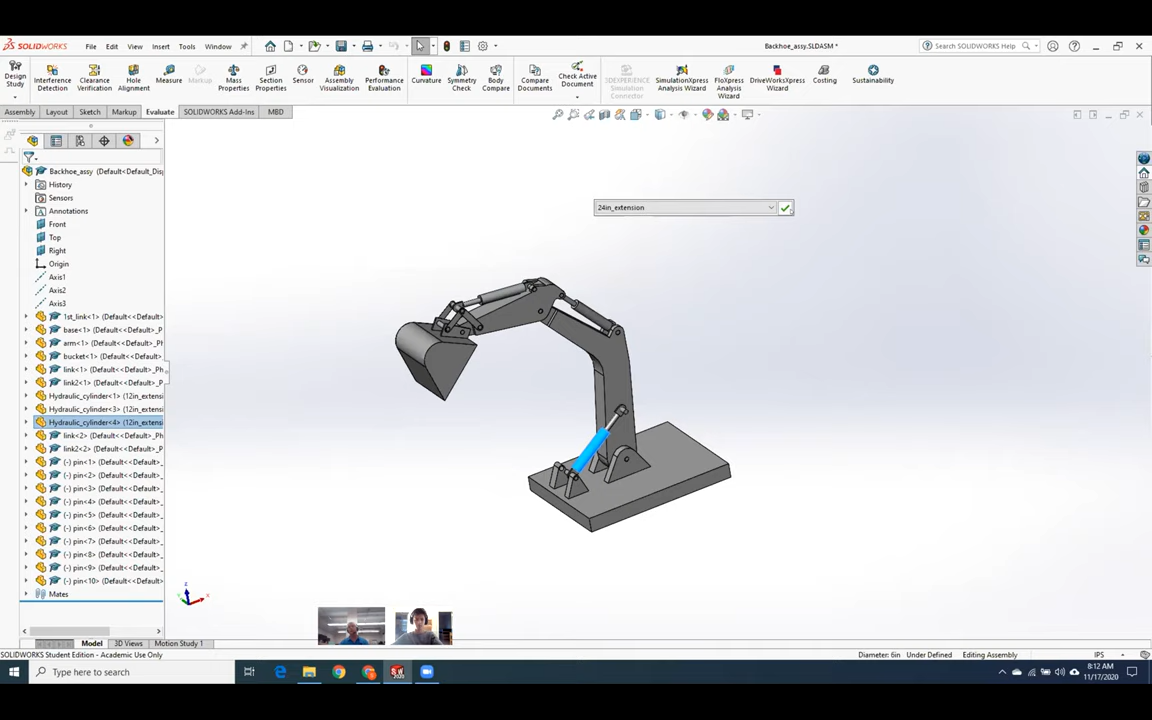 SOLIDWORKS File Edit View Insert Tools Window Backhoe_assy.SLDASM * Search SOLIDWORKS Help
Design Study Interference Detection Clearance Verification Hole Alignment Measure Markup Mass Properties Section Properties Sensor Assembly Visualization Performance Evaluation Curvature Symmetry Check Body Compare Compare Documents Check Active Document 3DEXPERIENCE Simulation Connector SimulationXpress Analysis Wizard FloXpress Analysis Wizard DriveWorksXpress Wizard Costing Sustainability
Assembly Layout Sketch Markup Evaluate SOLIDWORKS Add-Ins MBD
Backhoe_assy (Default<Default_Disp
History
Sensors
Annotations
Front
Top
Right
Origin
Axis1
Axis2
Axis3
1st_link<1> (Default<<Default>
base<1> (Default<<Default>_P
arm<1> (Default<<Default>_Ph
bucket<1> (Default<<Default>
link<1> (Default<<Default>_Ph
link2<1> (Default<<Default>_P
Hydraulic_cylinder<1> (12in_extensi
Hydraulic_cylinder<3> (12in_extensi
Hydraulic_cylinder<4> (12in_extensi
link<2> (Default<<Default>_Ph
link2<2> (Default<<Default>_P
(-) pin<1> (Default<<Default>_
(-) pin<2> (Default<<Default>_
(-) pin<3> (Default<<Default>_
(-) pin<4> (Default<<Default>_
(-) pin<5> (Default<<Default>_
(-) pin<6> (Default<<Default>_
(-) pin<7> (Default<<Default>_
(-) pin<8> (Default<<Default>_
(-) pin<9> (Default<<Default>_
(-) pin<10> (Default<<Default>_
Mates
24in_extension
Model 3D Views Motion Study 1
SOLIDWORKS Student Edition - Academic Use Only Diameter: 6in Under Defined Editing Assembly IPS
Type here to search
8:12 AM
11/17/2020